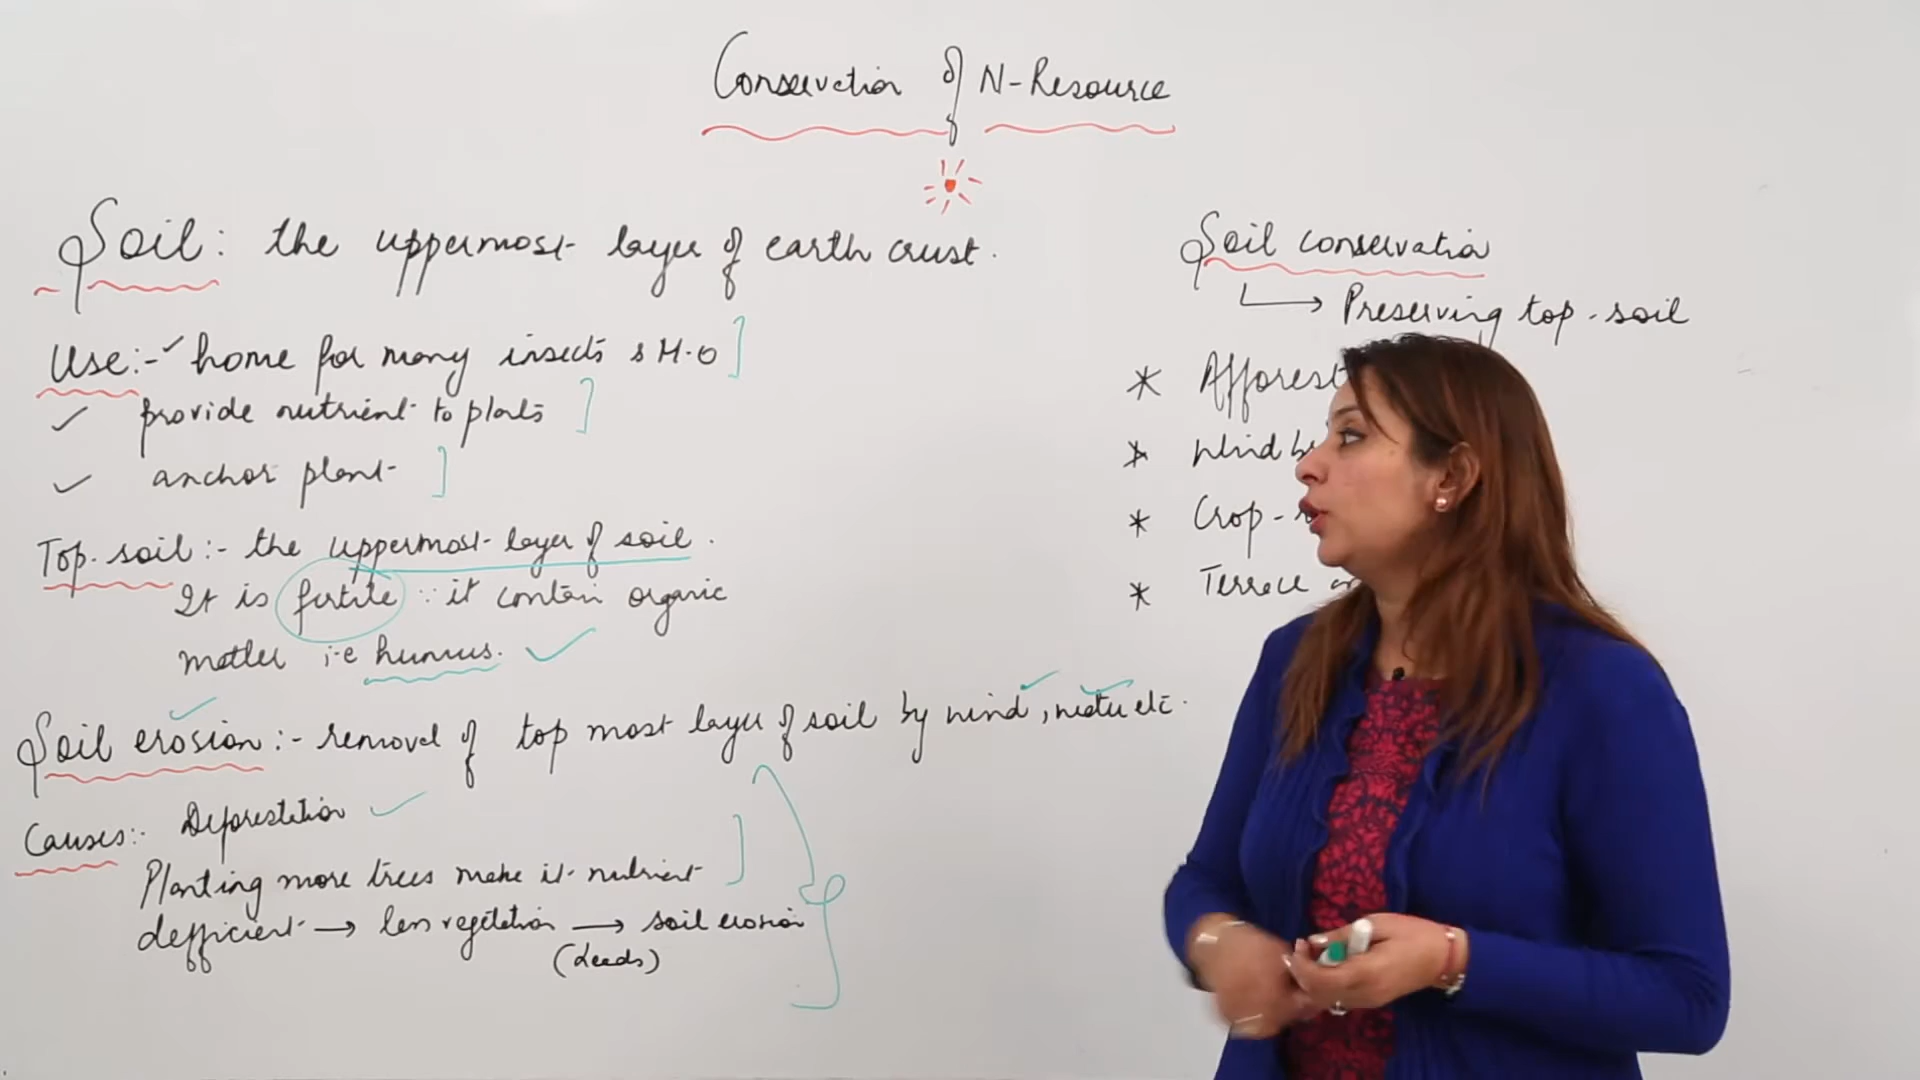 Conservation of N-Resource
Soil: the uppermost layer of earth crust.
Use:- home for many insects & M.O
provide nutrient to plants
anchor plant
Top-soil:- the uppermost layer of soil.
It is fertile ∵ it contain organic
matter i.e humus.
Soil erosion:- removal of top most layer of soil by wind, water etc.
Causes:- Deforestation
Planting more trees make it nutrient
defficient → less vegetation → soil erosion
(Leads)
Soil conservation
Preserving top-soil
* Afforest
* Wind b
* Crop-
* Terrace